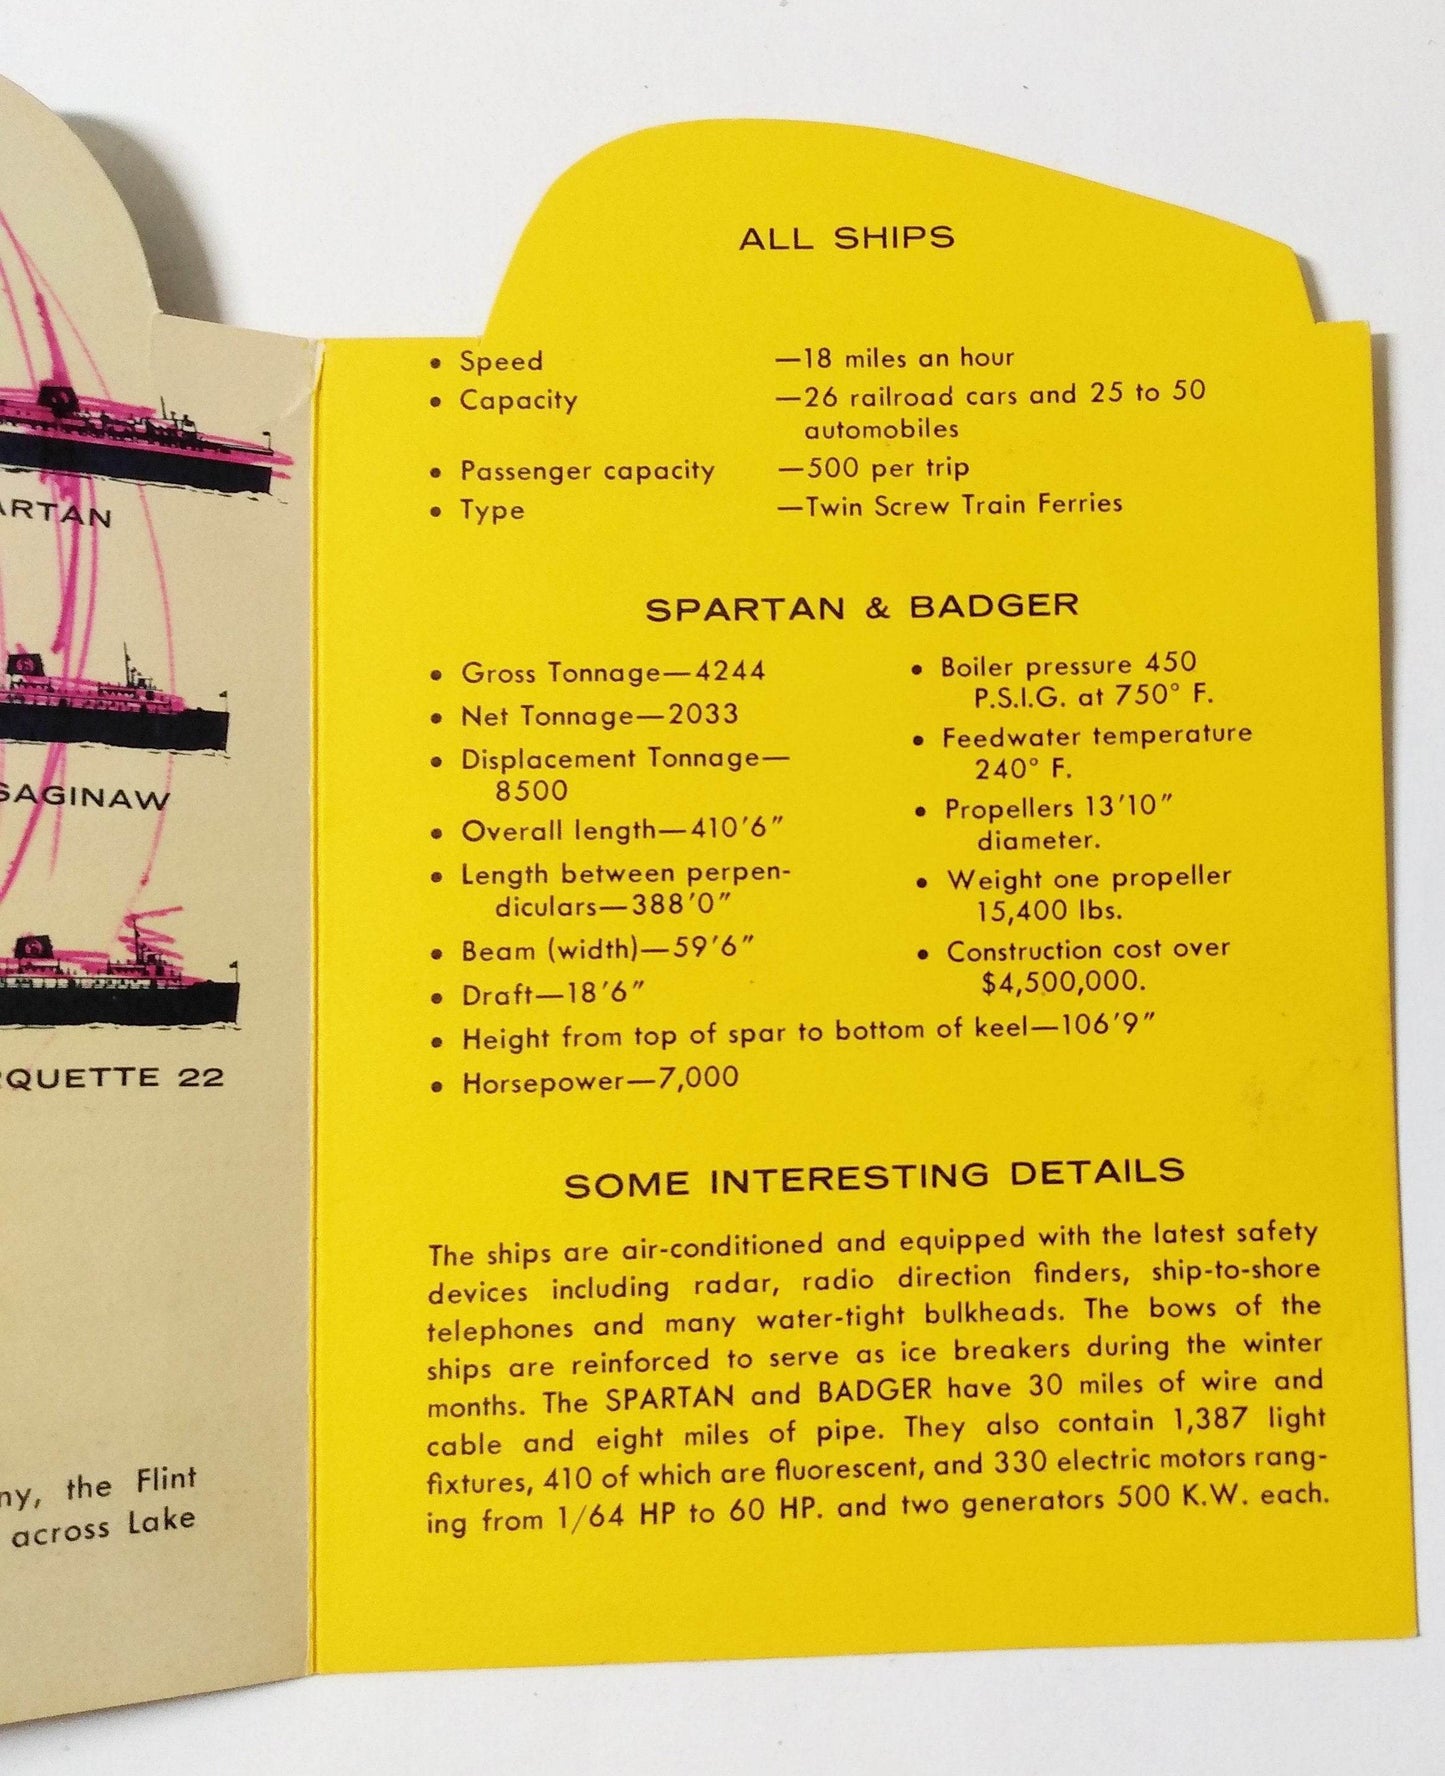 ARTAN
SAGINAW
QUETTE 22
ny, the Flint
across Lake
ALL SHIPS
• Speed —18 miles an hour
• Capacity —26 railroad cars and 25 to 50
automobiles
• Passenger capacity —500 per trip
• Type —Twin Screw Train Ferries
SPARTAN & BADGER
• Gross Tonnage—4244
• Net Tonnage—2033
• Displacement Tonnage—
8500
• Overall length—410'6"
• Length between perpen-
diculars—388'0"
• Beam (width)—59'6"
• Draft—18'6"
• Boiler pressure 450
P.S.I.G. at 750° F.
• Feedwater temperature
240° F.
• Propellers 13'10"
diameter.
• Weight one propeller
15,400 lbs.
• Construction cost over
$4,500,000.
• Height from top of spar to bottom of keel—106'9"
• Horsepower—7,000
SOME INTERESTING DETAILS
The ships are air-conditioned and equipped with the latest safety
devices including radar, radio direction finders, ship-to-shore
telephones and many water-tight bulkheads. The bows of the
ships are reinforced to serve as ice breakers during the winter
months. The SPARTAN and BADGER have 30 miles of wire and
cable and eight miles of pipe. They also contain 1,387 light
fixtures, 410 of which are fluorescent, and 330 electric motors rang-
ing from 1/64 HP to 60 HP. and two generators 500 K.W. each.